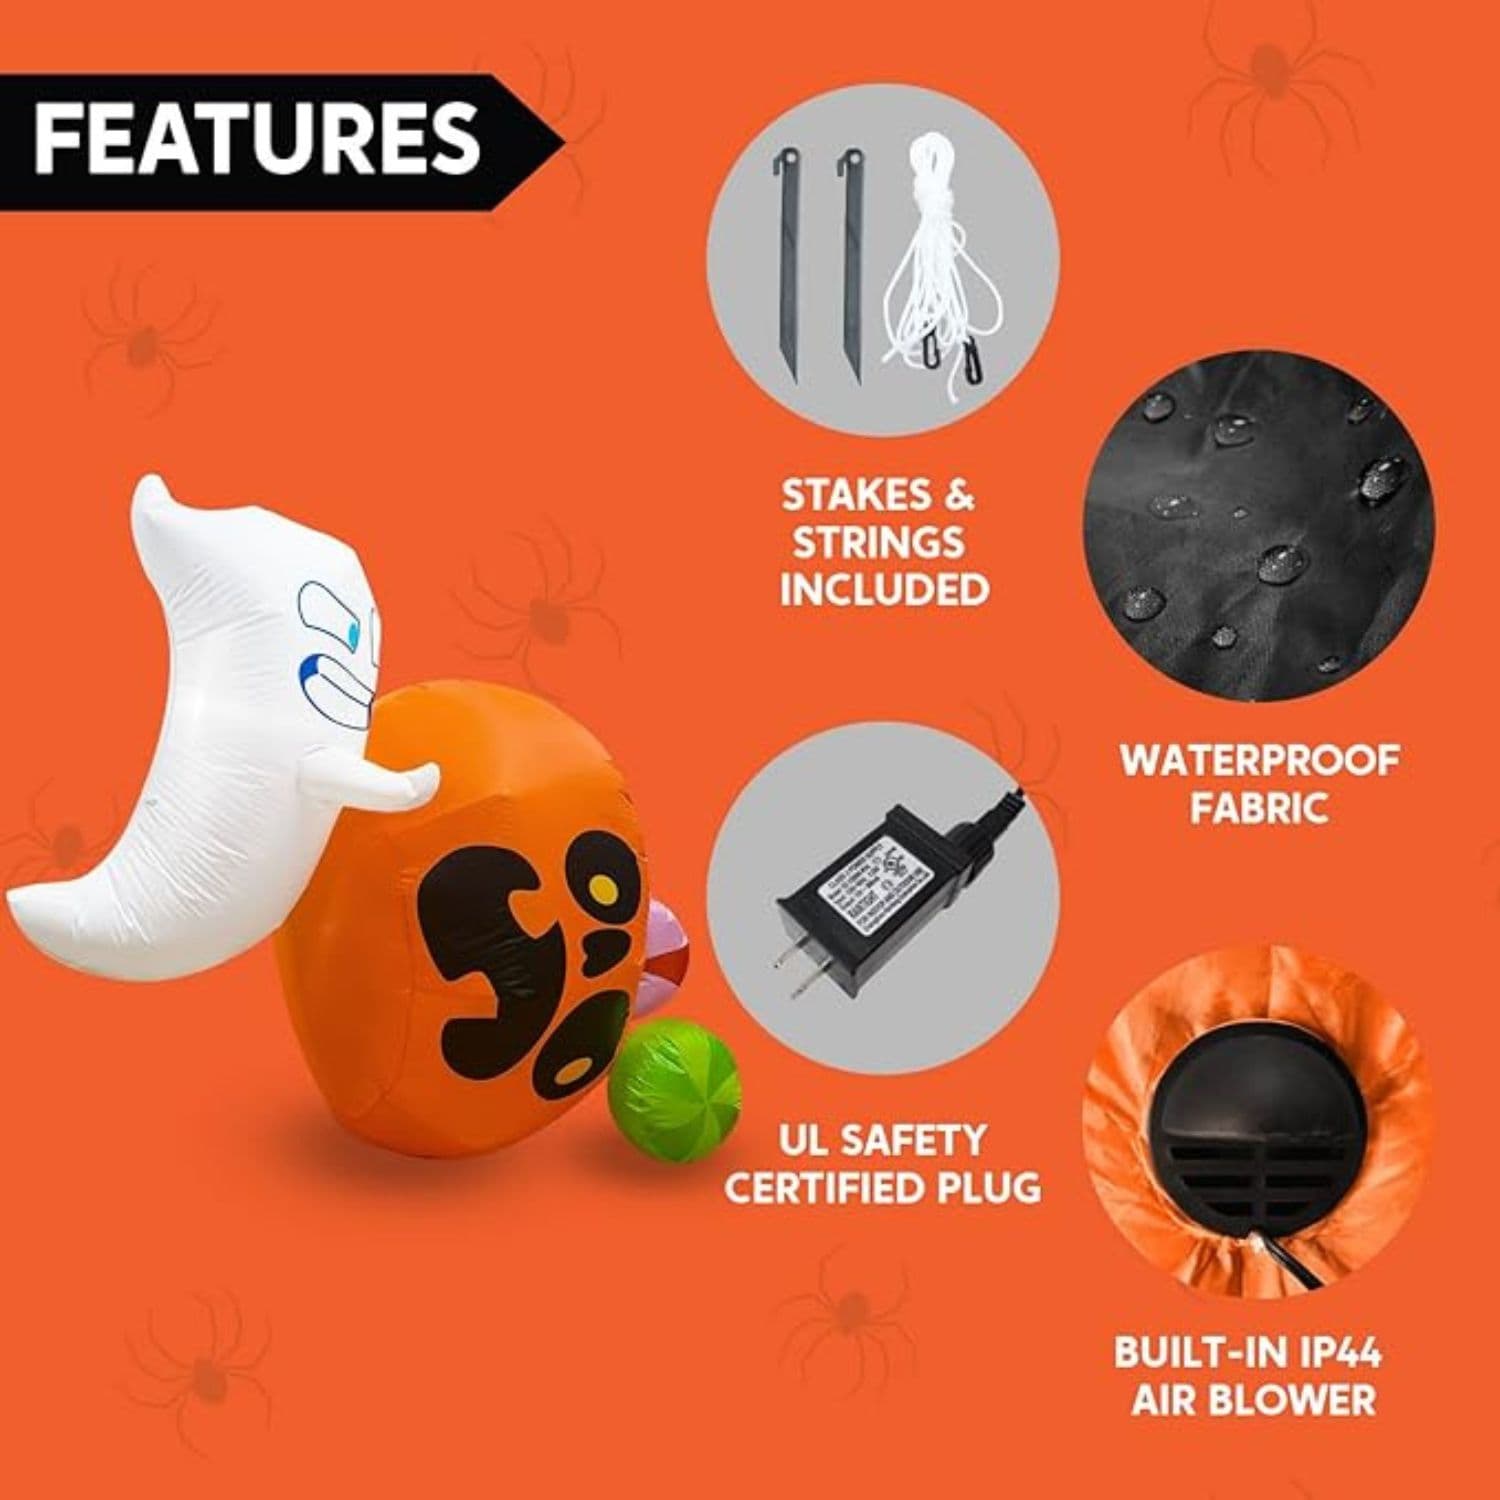 FEATURES
STAKES &
STRINGS
INCLUDED
WATERPROOF
FABRIC
UL SAFETY
CERTIFIED PLUG
BUILT-IN IP44
AIR BLOWER